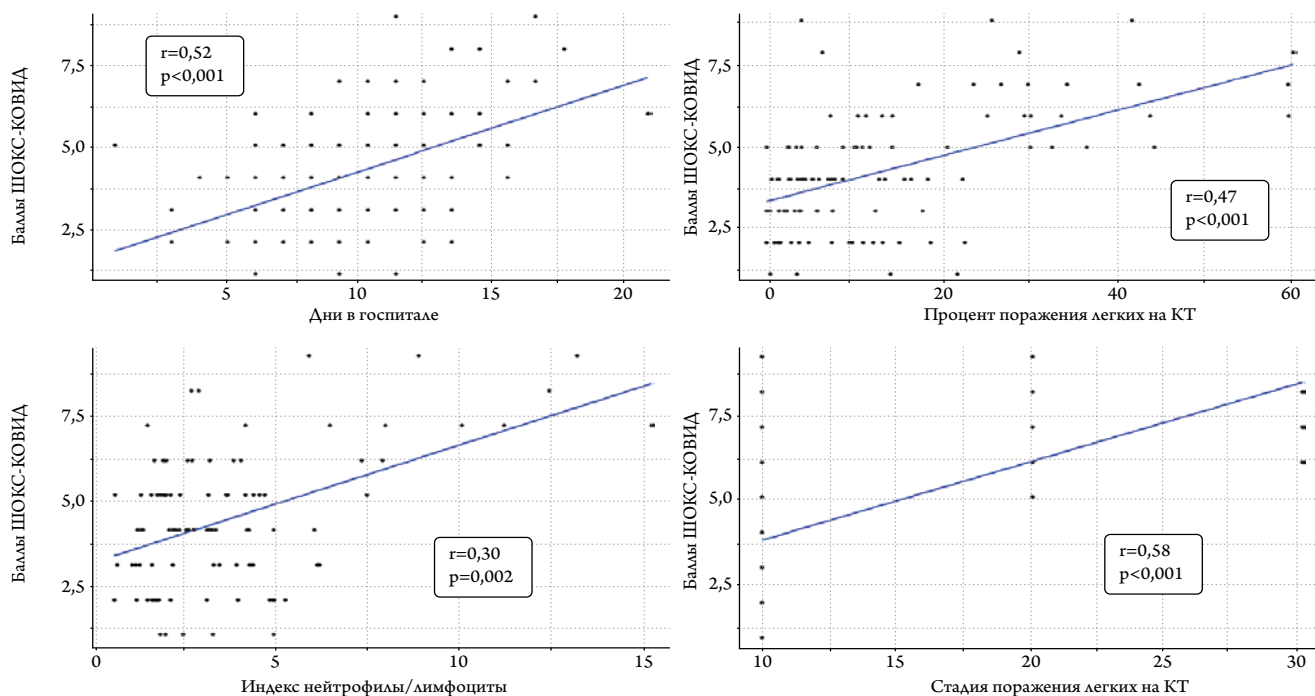 Баллы ШОКС-КОВИД
7,5
5,0
2,5
r=0,52
p<0,001
5
10
15
20
Дни в госпитале
Баллы ШОКС-КОВИД
7,5
5,0
2,5
r=0,47
p<0,001
0
20
40
60
Процент поражения легких на КТ
Баллы ШОКС-КОВИД
7,5
5,0
2,5
r=0,30
p=0,002
0
5
10
15
Индекс нейтрофилы/лимфоциты
Баллы ШОКС-КОВИД
7,5
5,0
2,5
r=0,58
p<0,001
10
15
20
25
30
Стадия поражения легких на КТ